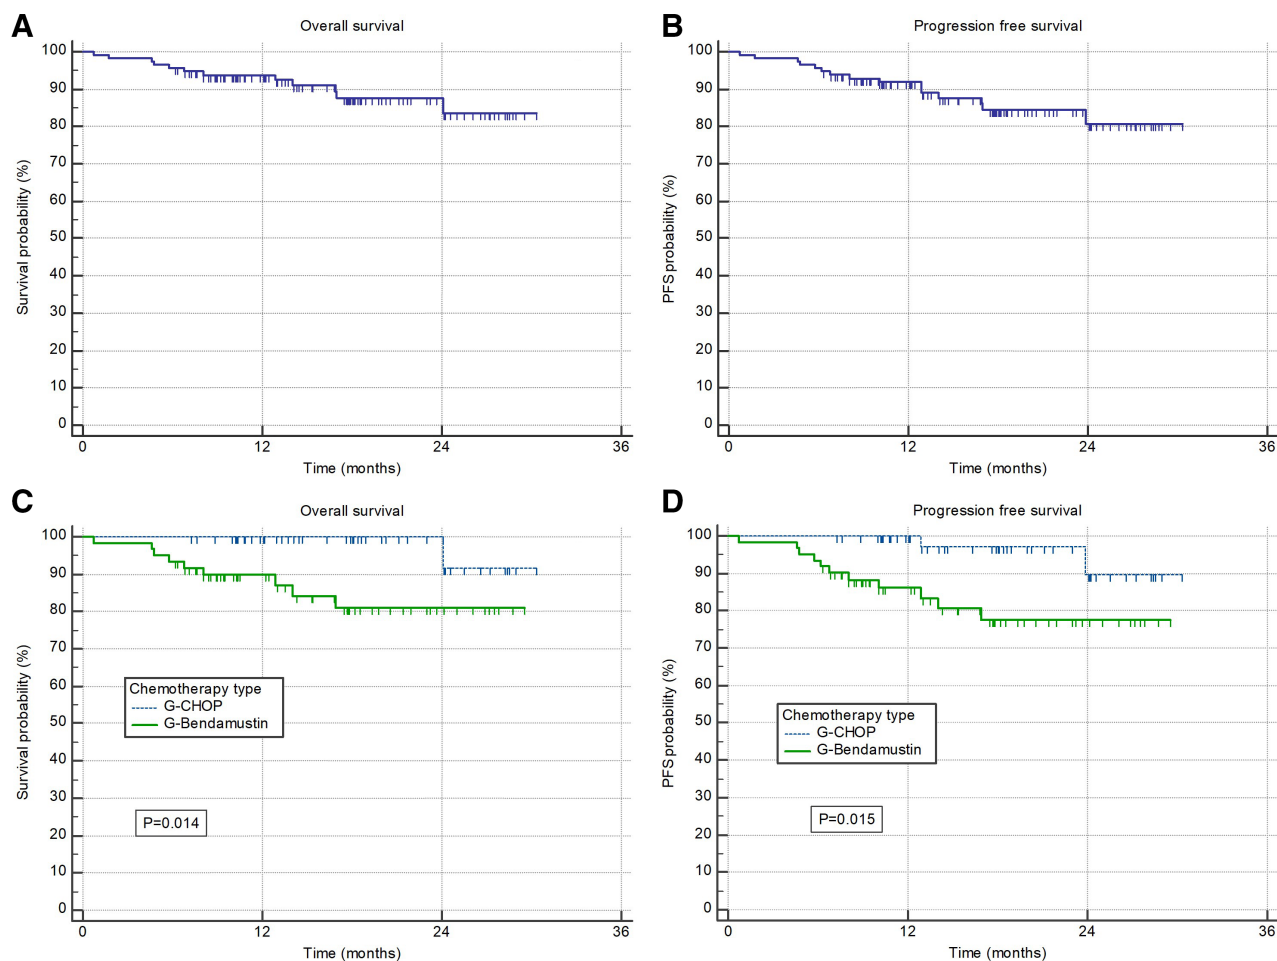 A
Overall survival
100
90
80
70
60
50
40
30
20
10
0
Survival probability (%)
0 12 24 36
Time (months)
B
Progression free survival
100
90
80
70
60
50
40
30
20
10
0
PFS probability (%)
0 12 24 36
Time (months)
C
Overall survival
100
90
80
70
60
50
40
30
20
10
0
Survival probability (%)
Chemotherapy type
G-CHOP
G-Bendamustin
P=0.014
0 12 24 36
Time (months)
D
Progression free survival
100
90
80
70
60
50
40
30
20
10
0
PFS probability (%)
Chemotherapy type
G-CHOP
G-Bendamustin
P=0.015
0 12 24 36
Time (months)